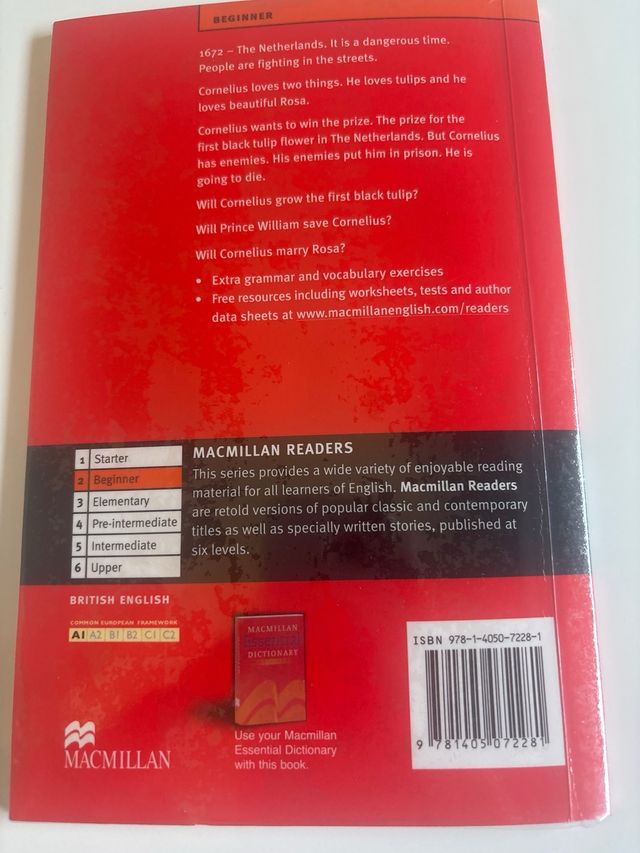 BEGINNER
1672 – The Netherlands. It is a dangerous time.
People are fighting in the streets.
Cornelius loves two things. He loves tulips and he
loves beautiful Rosa.
Cornelius wants to win the prize. The prize for the
first black tulip flower in The Netherlands. But Cornelius
has enemies. His enemies put him in prison. He is
going to die.
Will Cornelius grow the first black tulip?
Will Prince William save Cornelius?
Will Cornelius marry Rosa?
• Extra grammar and vocabulary exercises
• Free resources including worksheets, tests and author
data sheets at www.macmillanenglish.com/readers
1 Starter
2 Beginner
3 Elementary
4 Pre-intermediate
5 Intermediate
6 Upper
MACMILLAN READERS
This series provides a wide variety of enjoyable reading
material for all learners of English. Macmillan Readers
are retold versions of popular classic and contemporary
titles as well as specially written stories, published at
six levels.
BRITISH ENGLISH
COMMON EUROPEAN FRAMEWORK
A1 A2 B1 B2 C1 C2
MACMILLAN
MACMILLAN
Essential
DICTIONARY
Use your Macmillan
Essential Dictionary
with this book.
ISBN 978-1-4050-7228-1
9 781405 072281